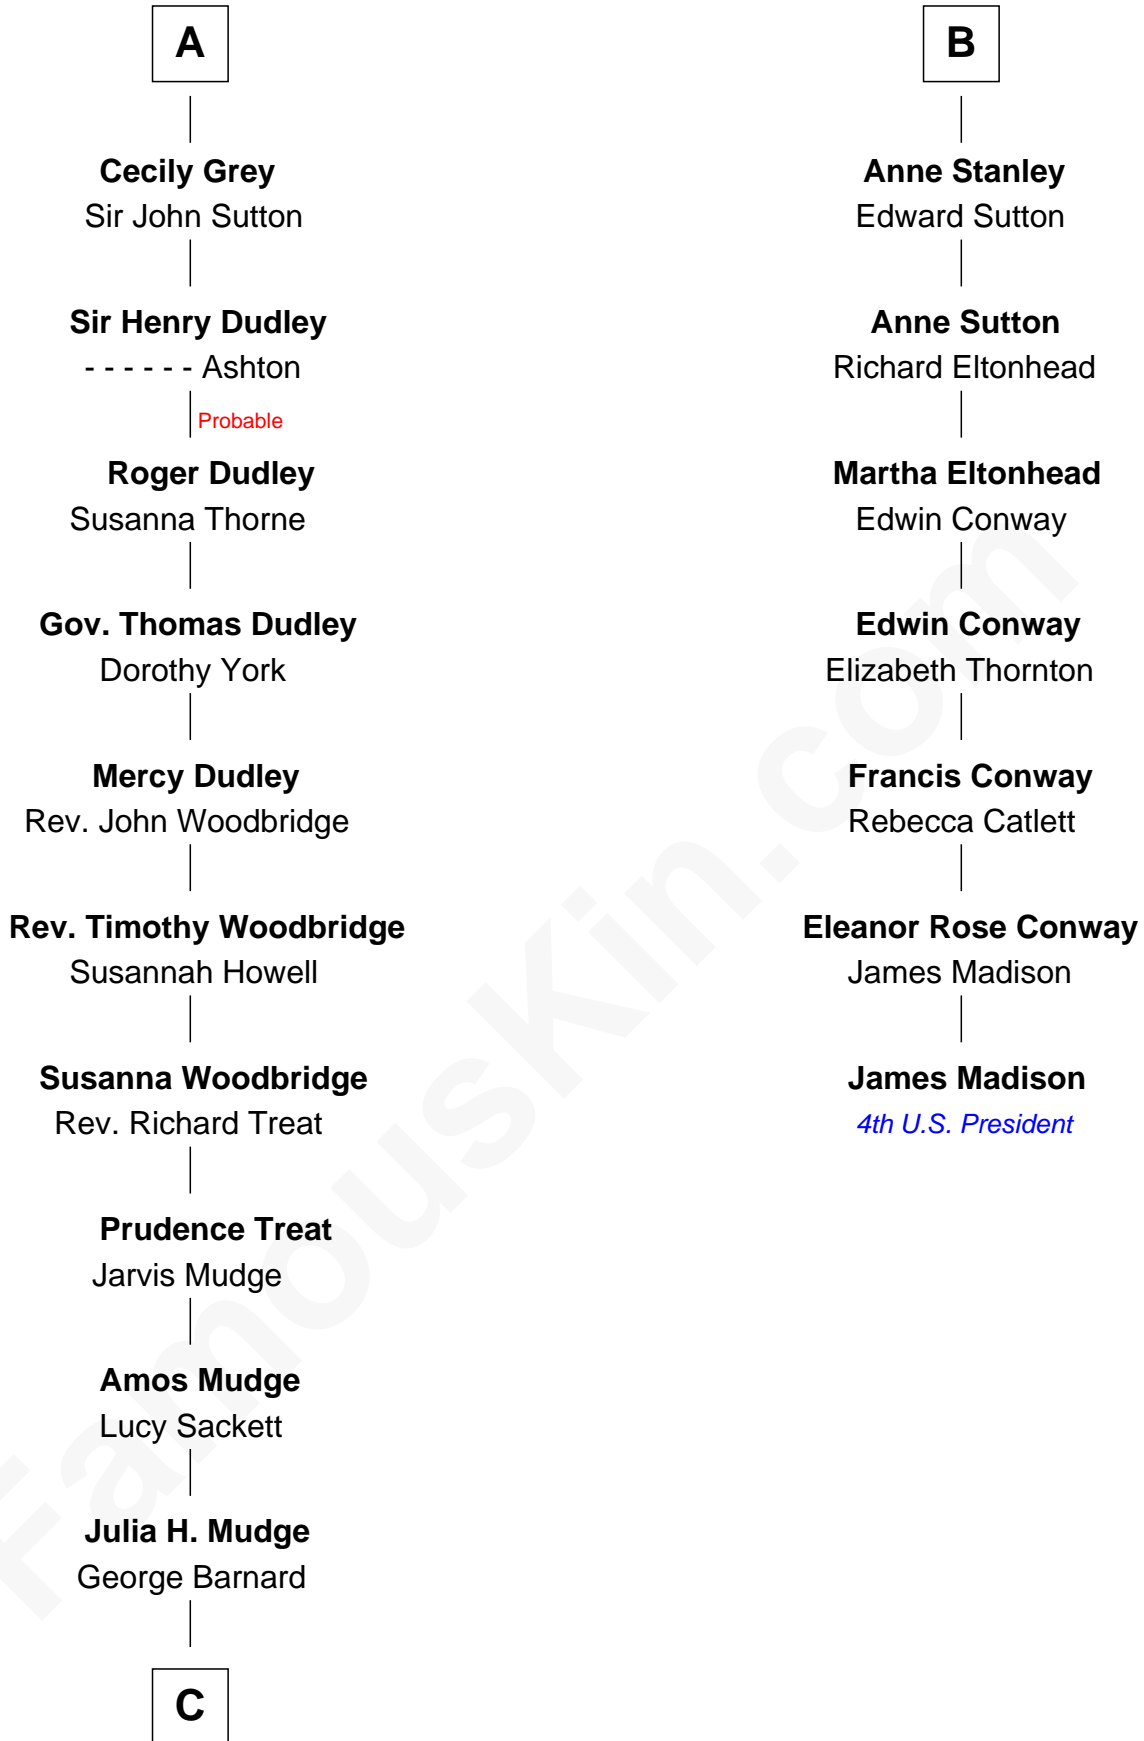 A
Cecily Grey
Sir John Sutton
Sir Henry Dudley
- - - - - - Ashton
Probable
Roger Dudley
Susanna Thorne
Gov. Thomas Dudley
Dorothy York
Mercy Dudley
Rev. John Woodbridge
Rev. Timothy Woodbridge
Susannah Howell
Susanna Woodbridge
Rev. Richard Treat
Prudence Treat
Jarvis Mudge
Amos Mudge
Lucy Sackett
Julia H. Mudge
George Barnard
C
B
Anne Stanley
Edward Sutton
Anne Sutton
Richard Eltonhead
Martha Eltonhead
Edwin Conway
Edwin Conway
Elizabeth Thornton
Francis Conway
Rebecca Catlett
Eleanor Rose Conway
James Madison
James Madison
4th U.S. President
FamousKin.com